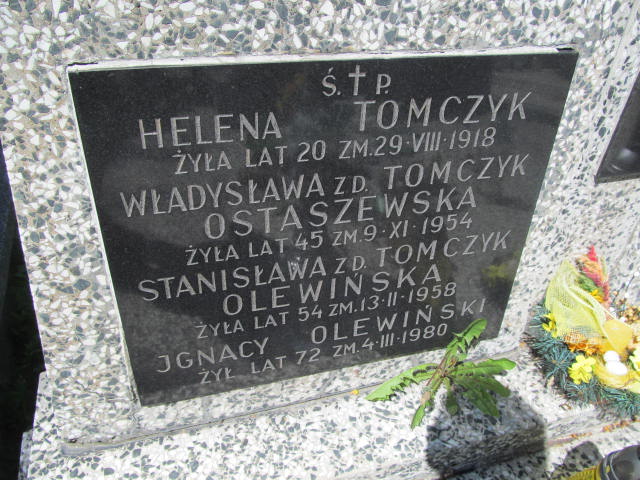 Ś.†P.
HELENA TOMCZYK
ŻYŁA LAT 20 ZM.29·VIII·1918
WŁADYSŁAWA ZD. TOMCZYK
OSTASZEWSKA
ŻYŁA LAT 45 ZM.9·XI·1954
STANISŁAWA ZD. TOMCZYK
OLEWIŃSKA
ŻYŁA LAT 54 ZM.13·II·1958
JGNACY OLEWIŃSKI
ŻYŁ LAT 72 ZM.4·III·1980